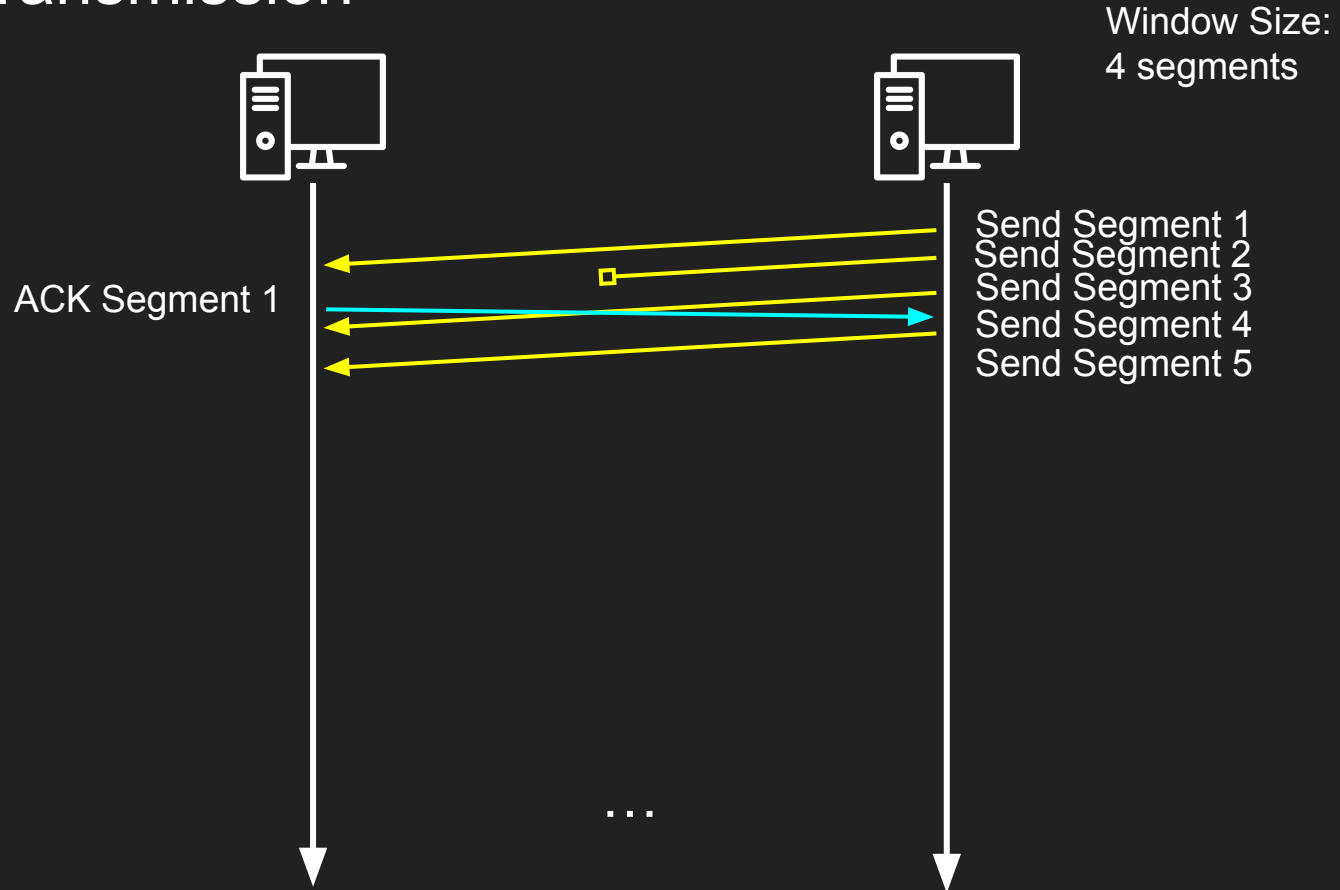 Window Size:
4 segments
Send Segment 1
Send Segment 2
Send Segment 3
ACK Segment 1
Send Segment 4
Send Segment 5
...